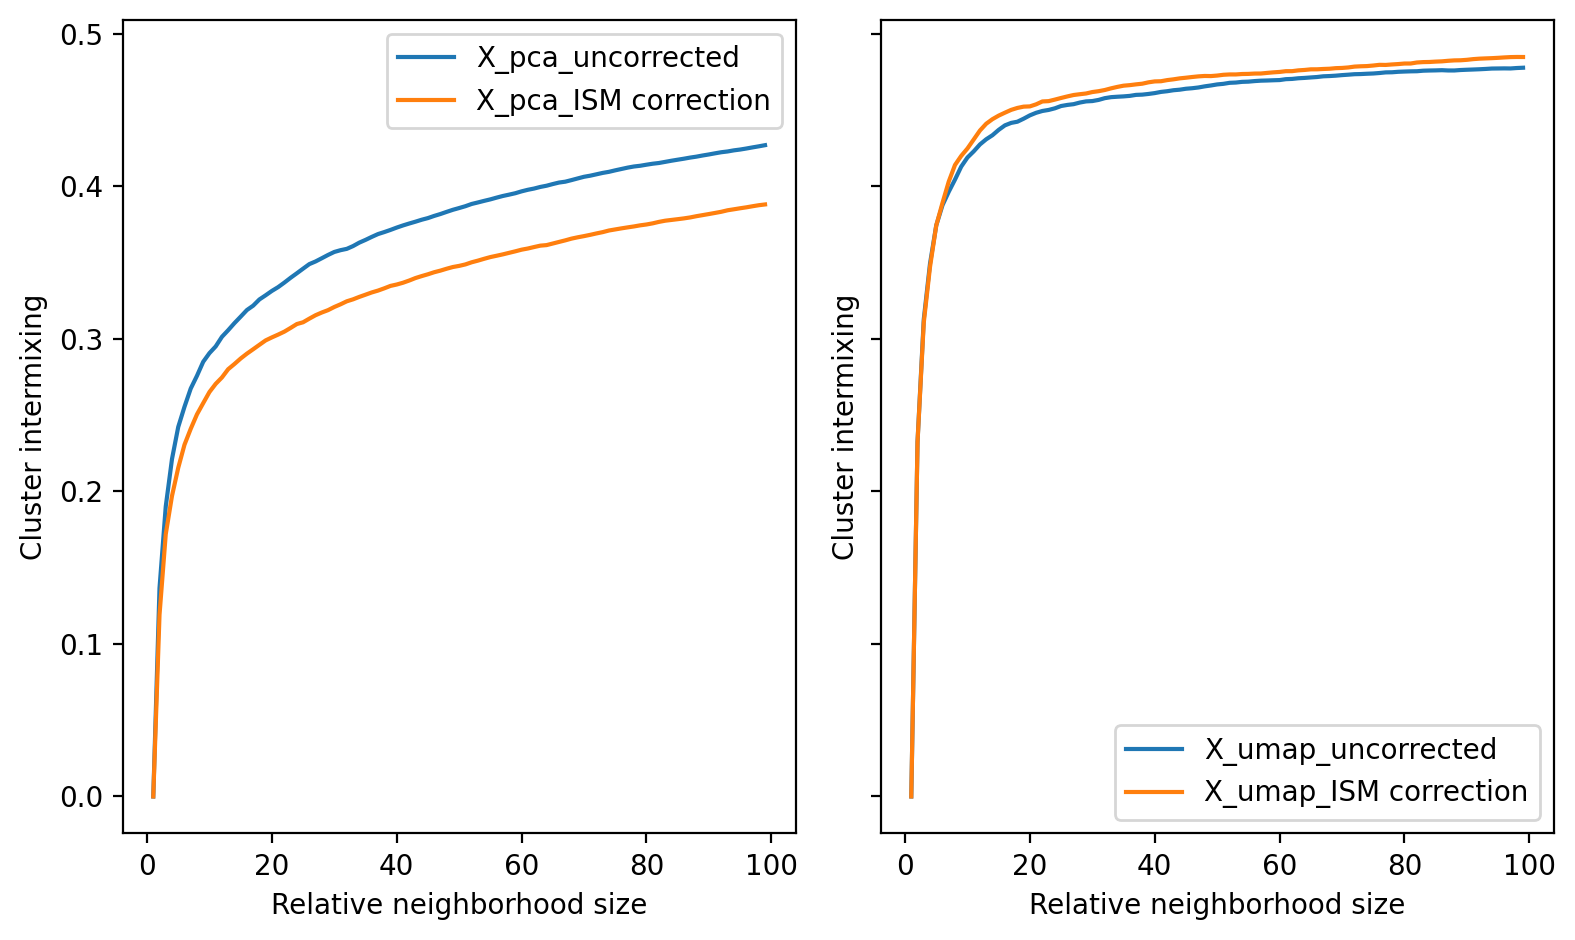 0.5
0.4
0.3
0.2
0.1
0.0
Cluster intermixing
X_pca_uncorrected
X_pca_ISM correction
0 20 40 60 80 100
Relative neighborhood size
Cluster intermixing
X_umap_uncorrected
X_umap_ISM correction
0 20 40 60 80 100
Relative neighborhood size